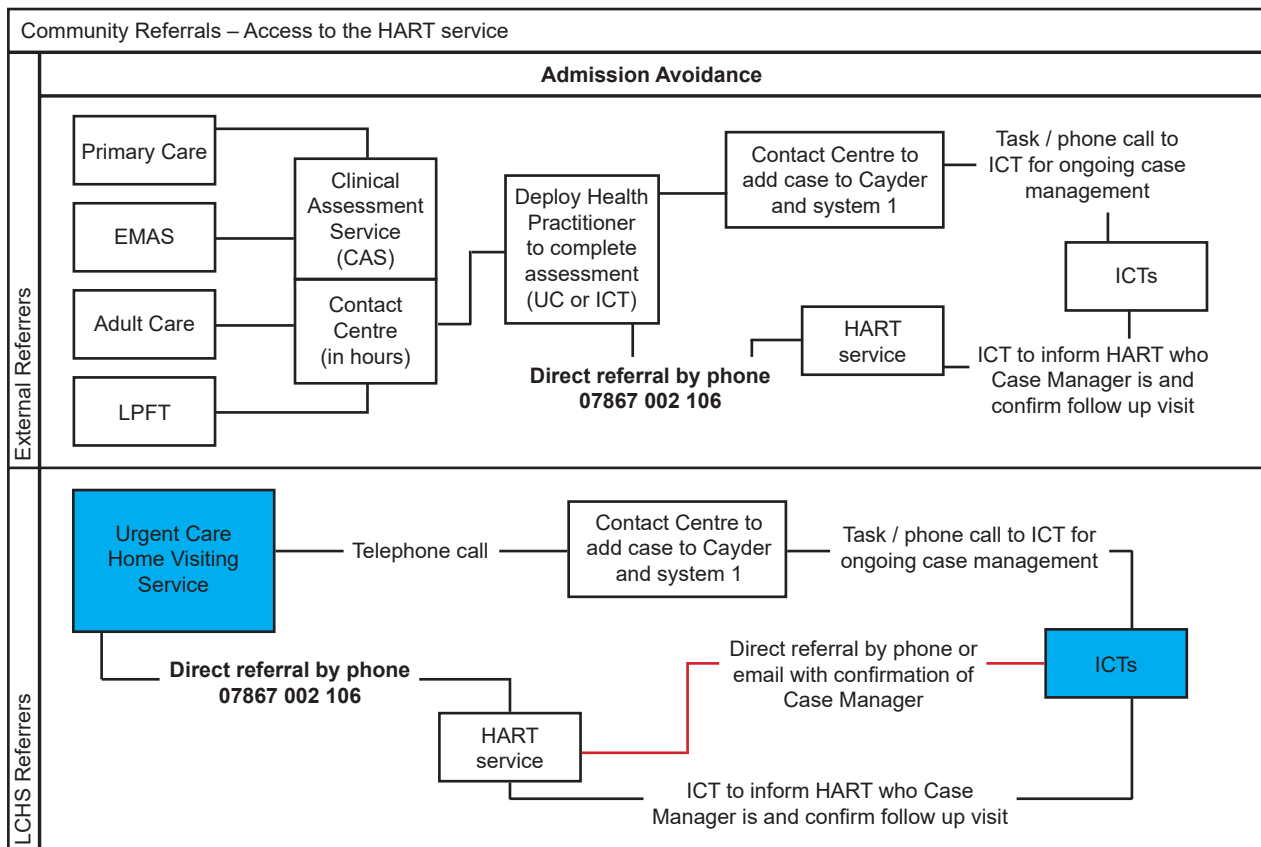 Community Referrals – Access to the HART service
Admission Avoidance
External Referrers
Primary Care
EMAS
Adult Care
LPFT
Clinical
Assessment
Service
(CAS)
Contact
Centre
(in hours)
Deploy Health
Practitioner
to complete
assessment
(UC or ICT)
Direct referral by phone
07867 002 106
Contact Centre to
add case to Cayder
and system 1
Task / phone call to
ICT for ongoing case
management
ICTs
HART
service
ICT to inform HART who
Case Manager is and
confirm follow up visit
LCHS Referrers
Urgent Care
Home Visiting
Service
Telephone call
Contact Centre to
add case to Cayder
and system 1
Task / phone call to ICT for
ongoing case management
Direct referral by phone
07867 002 106
Direct referral by phone or
email with confirmation of
Case Manager
ICTs
HART
service
ICT to inform HART who Case
Manager is and confirm follow up visit